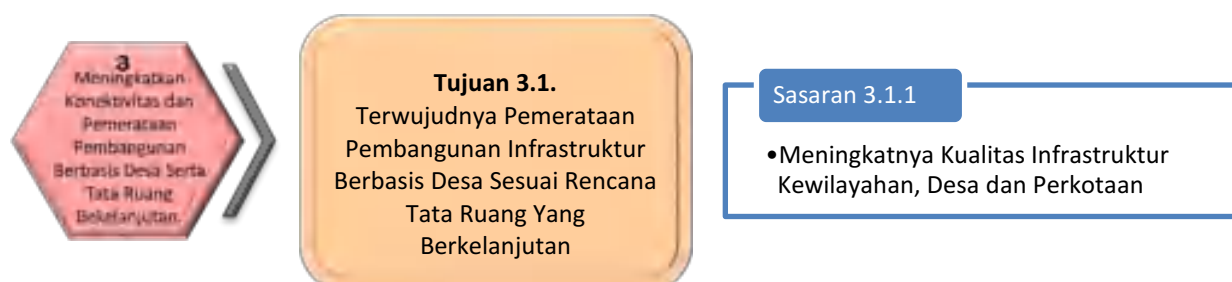 3
Meningkatkan
Konektivitas dan
Pemerataan
Pembangunan
Berbasis Desa Serta
Tata Ruang
Bekelanjutan.
Tujuan 3.1.
Terwujudnya Pemerataan
Pembangunan Infrastruktur
Berbasis Desa Sesuai Rencana
Tata Ruang Yang
Berkelanjutan
Sasaran 3.1.1
•Meningkatnya Kualitas Infrastruktur
Kewilayahan, Desa dan Perkotaan